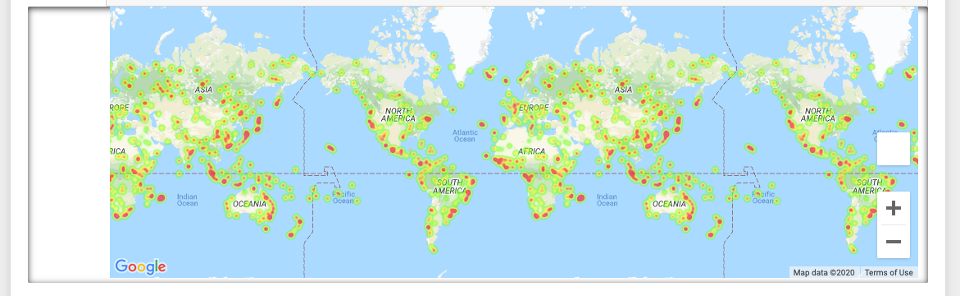 ASIA
EUROPE
ROPE
NORTH
AMERICA
NORTH
AMERICA
Atlantic
Ocean
Atla
RICA
AFRICA
SOUTH
AMERICA
SOUTH
AMERICA
Indian
Ocean
OCEANIA
Pacific
Ocean
ASIA
Indian
Ocean
OCEANIA
Pacific
Ocean
Google
Map data ©2020
Terms of Use